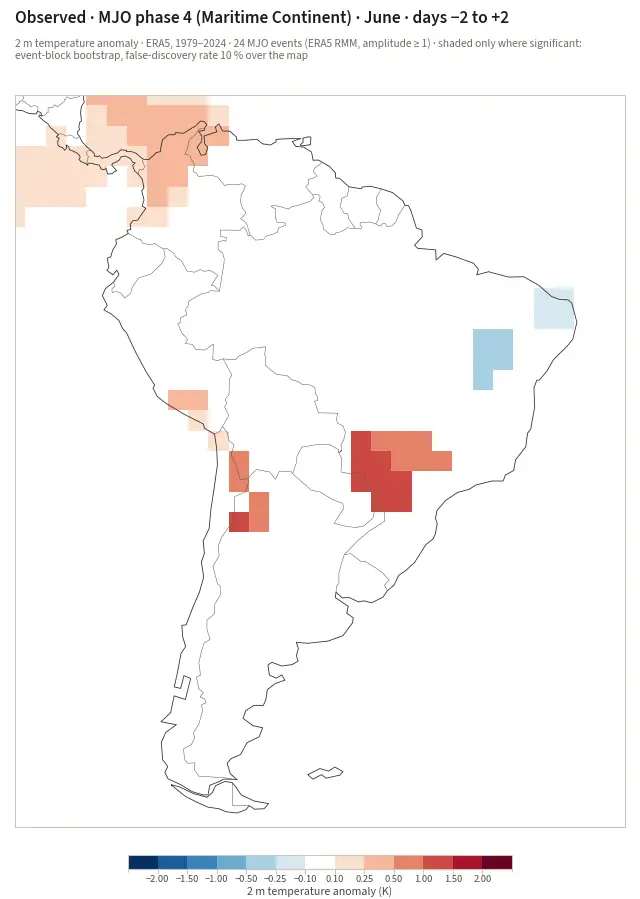 Observed · MJO phase 4 (Maritime Continent) · June · days −2 to +2
2 m temperature anomaly · ERA5, 1979–2024 · 24 MJO events (ERA5 RMM, amplitude ≥ 1) · shaded only where significant:
event-block bootstrap, false-discovery rate 10 % over the map
−2.00 −1.50 −1.00 −0.50 −0.25 −0.10 0.10 0.25 0.50 1.00 1.50 2.00
2 m temperature anomaly (K)